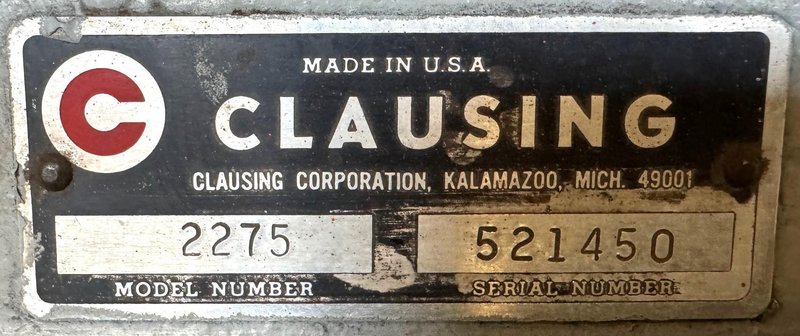 MADE IN U.S.A.
C CLAUSING
CLAUSING CORPORATION, KALAMAZOO, MICH. 49001
2275 521450
MODEL NUMBER SERIAL NUMBER